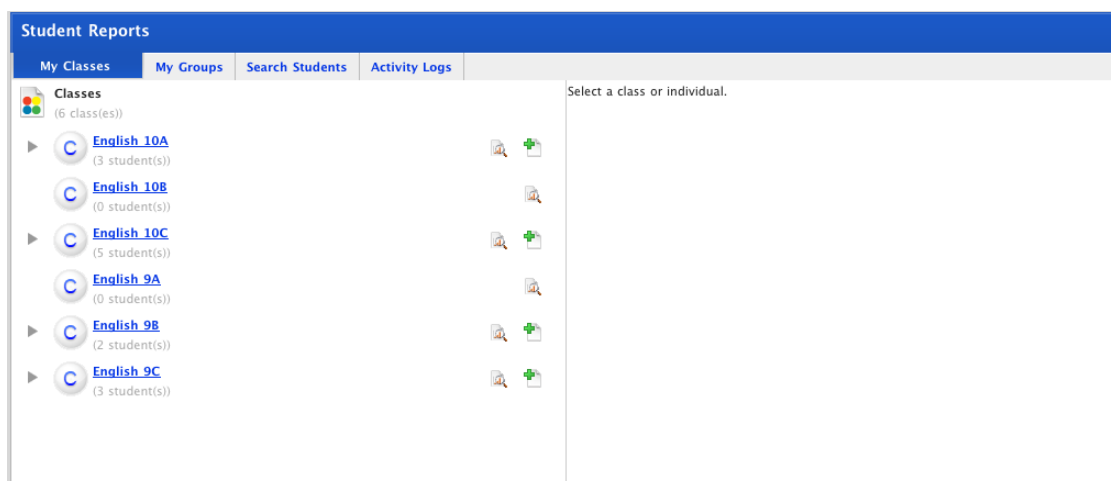 Student Reports
My Classes My Groups Search Students Activity Logs
Classes
(6 class(es))
Select a class or individual.
C English 10A
(3 student(s))
C English 10B
(0 student(s))
C English 10C
(5 student(s))
C English 9A
(0 student(s))
C English 9B
(2 student(s))
C English 9C
(3 student(s))